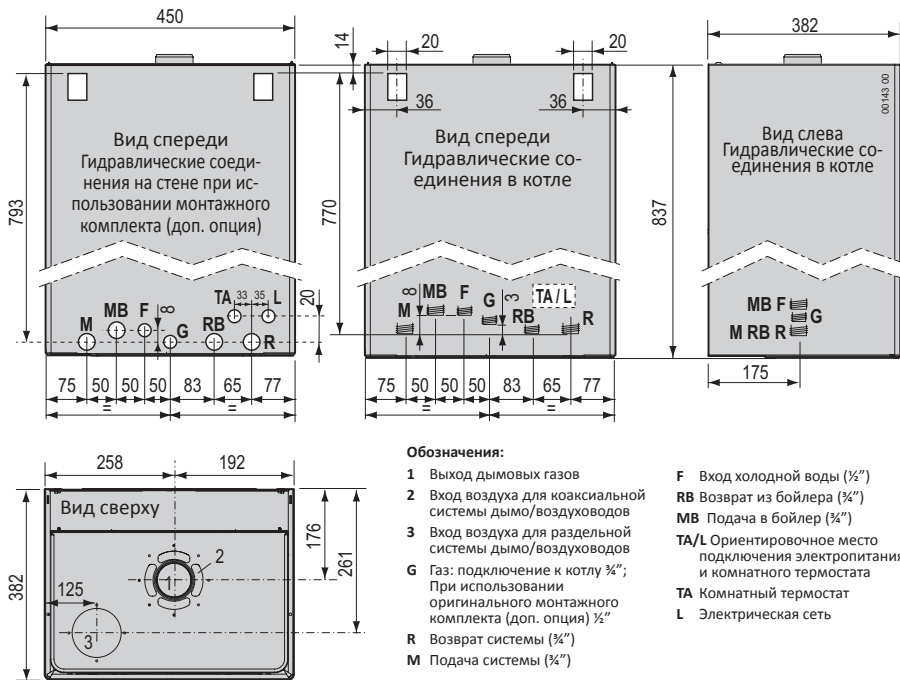 450
14
20
20
382
36
36
00143 00
Вид спереди
Гидравлические соеди-
нения на стене при ис-
пользовании монтажного
комплекта (доп. опция)
793
Вид спереди
Гидравлические со-
единения в котле
770
837
Вид слева
Гидравлические со-
единения в котле
M MB F 8 G RB TA 33 35 L R 20
M 8 MB F G 3 RB TA / L R
MB F
G
M RB R
75 50 50 50 83 65 77
= =
75 50 50 50 83 65 77
= =
175
258 192
Вид сверху
382
125
2
3
176
261
Обозначения:
1 Выход дымовых газов
2 Вход воздуха для коаксиальной
системы дымо/воздуховодов
3 Вход воздуха для раздельной
системы дымо/воздуховодов
G Газ: подключение к котлу ¾”;
При использовании
оригинального монтажного
комплекта (доп. опция) ½”
R Возврат системы (¾”)
M Подача системы (¾”)
F Вход холодной воды (½”)
RB Возврат из бойлера (¾”)
MB Подача в бойлер (¾”)
TA/L Ориентировочное место
подключения электропитания
и комнатного термостата
TA Комнатный термостат
L Электрическая сеть